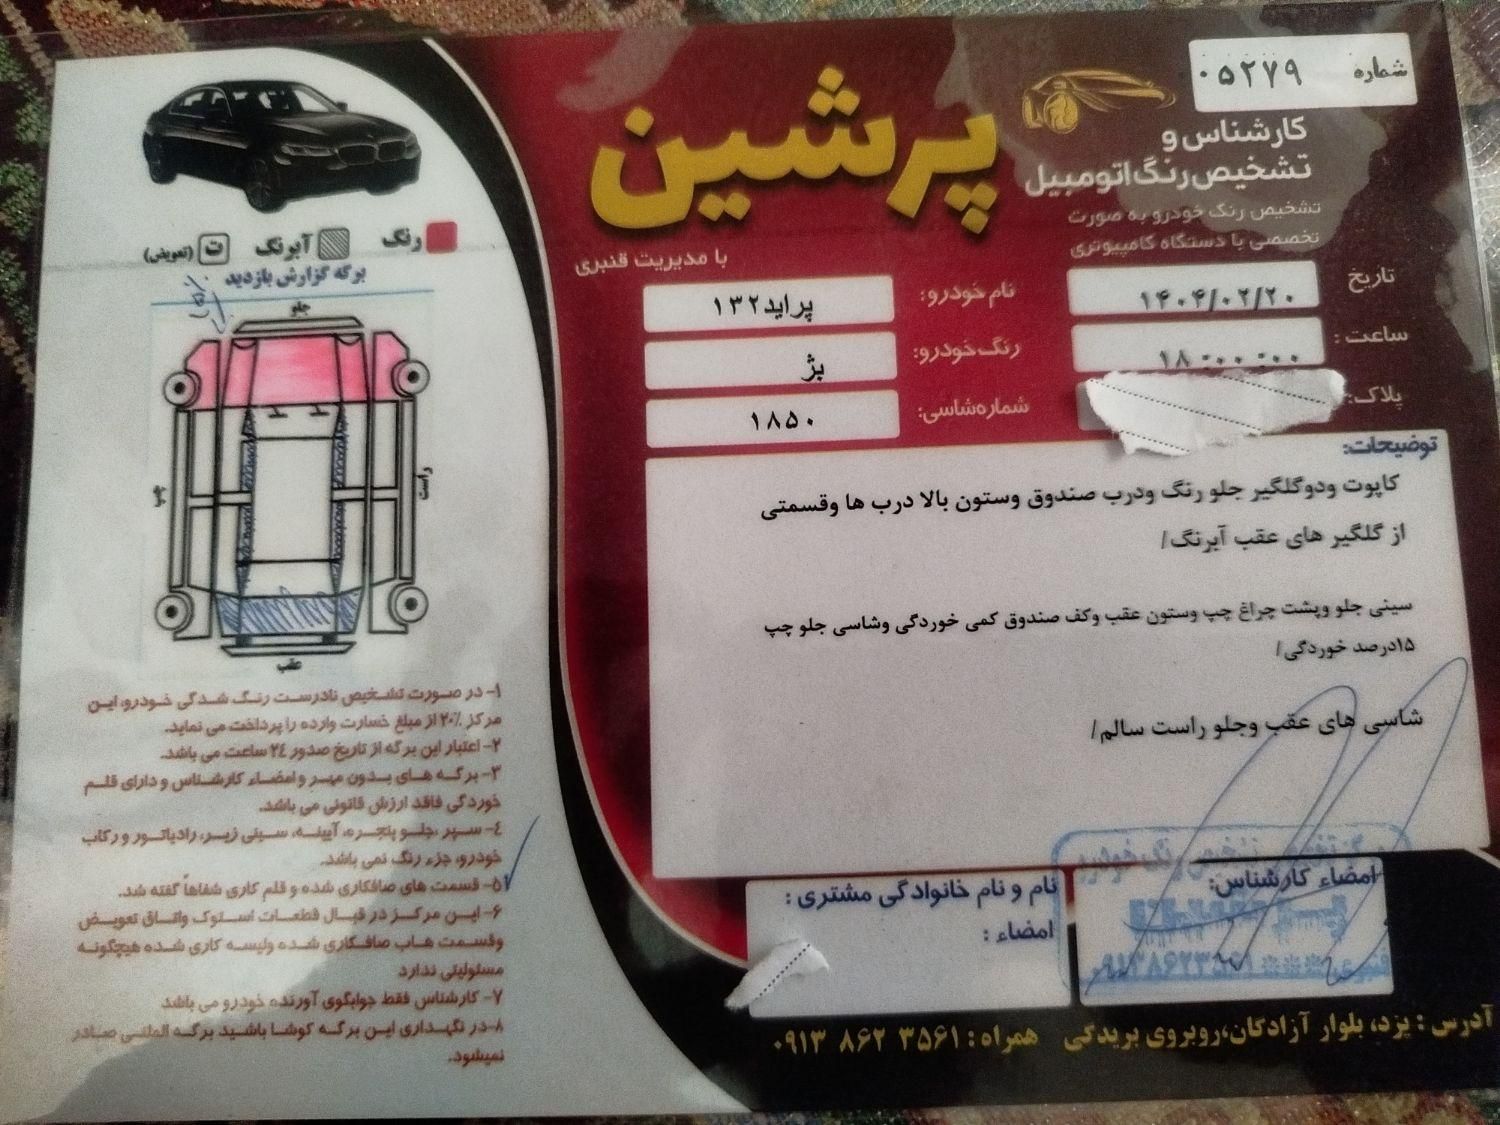 شماره ۰۵۲۷۹
کارشناس و
تشخیص رنگ اتومبیل
تشخیص رنگ خودرو به صورت
تخصصی با دستگاه کامپیوتری
پرشین
با مدیریت قنبری
تاریخ ۱۴۰۴/۰۲/۲۰
ساعت: ۱۸:۰۰:۰۰
پلاک:
نام خودرو: پراید۱۳۲
رنگ خودرو: بژ
شماره شاسی: ۱۸۵۰
توضیحات:
کاپوت ودوگلگیر جلو رنگ ودرب صندوق وستون بالا درب ها وقسمتی
از گلگیر های عقب آبرنگ/
سینی جلو وپشت چراغ چپ وستون عقب وکف صندوق کمی خوردگی وشاسی جلو چپ
۱۵درصد خوردگی/
شاسی های عقب وجلو راست سالم/
امضاء کارشناس:
قنبری ۰۹۱۳۸۶۲۳۵۶۱
نام و نام خانوادگی مشتری:
امضاء:
آدرس: یزد، بلوار آزادگان،روبروی بریدگی همراه: ۳۵۶۱ ۸۶۲ ۰۹۱۳
رنگ آبرنگ ت (تعویض)
برگه گزارش بازدید
جلو
چپ
راست
عقب
۱- در صورت تشخیص نادرست رنگ شدگی خودرو، این
مرکز ۲۰٪ از مبلغ خسارت وارده را پرداخت می نماید.
۲- اعتبار این برگه از تاریخ صدور ۲٤ ساعت می باشد.
۳- برگه های بدون مهر و امضاء کارشناس و دارای قلم
خوردگی فاقد ارزش قانونی می باشد.
٤- سپر ،جلو پنجره، آیینه، سینی زیر، رادیاتور و رکاب
خودرو، جزء رنگ نمی باشد.
۵- قسمت های صافکاری شده و قلم کاری شفاهاً گفته شد.
۶- این مرکز در قبال قطعات استوک واتاق تعویض
وقسمت هاب صافکاری شده ولیسه کاری شده هیچگونه
مسئولیتی ندارد
۷- کارشناس فقط جوابگوی آورنده خودرو می باشد
۸-در نگهداری این برگه کوشا باشید برگه المثنی صادر
نمیشود.